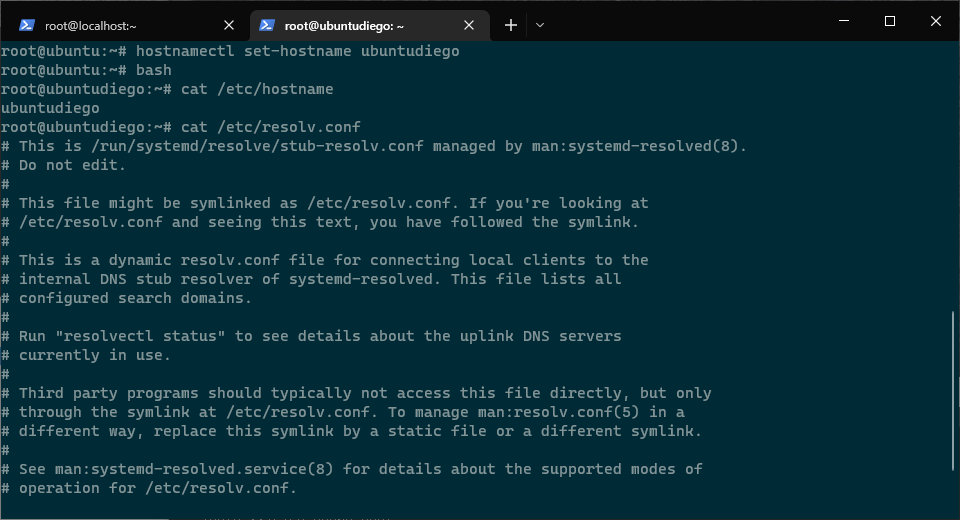 root@localhost:~
root@ubuntudiego: ~
root@ubuntu:~# hostnamectl set-hostname ubuntudiego
root@ubuntu:~# bash
root@ubuntudiego:~# cat /etc/hostname
ubuntudiego
root@ubuntudiego:~# cat /etc/resolv.conf
# This is /run/systemd/resolve/stub-resolv.conf managed by man:systemd-resolved(8).
# Do not edit.
#
# This file might be symlinked as /etc/resolv.conf. If you're looking at
# /etc/resolv.conf and seeing this text, you have followed the symlink.
#
# This is a dynamic resolv.conf file for connecting local clients to the
# internal DNS stub resolver of systemd-resolved. This file lists all
# configured search domains.
#
# Run "resolvectl status" to see details about the uplink DNS servers
# currently in use.
#
# Third party programs should typically not access this file directly, but only
# through the symlink at /etc/resolv.conf. To manage man:resolv.conf(5) in a
# different way, replace this symlink by a static file or a different symlink.
#
# See man:systemd-resolved.service(8) for details about the supported modes of
# operation for /etc/resolv.conf.